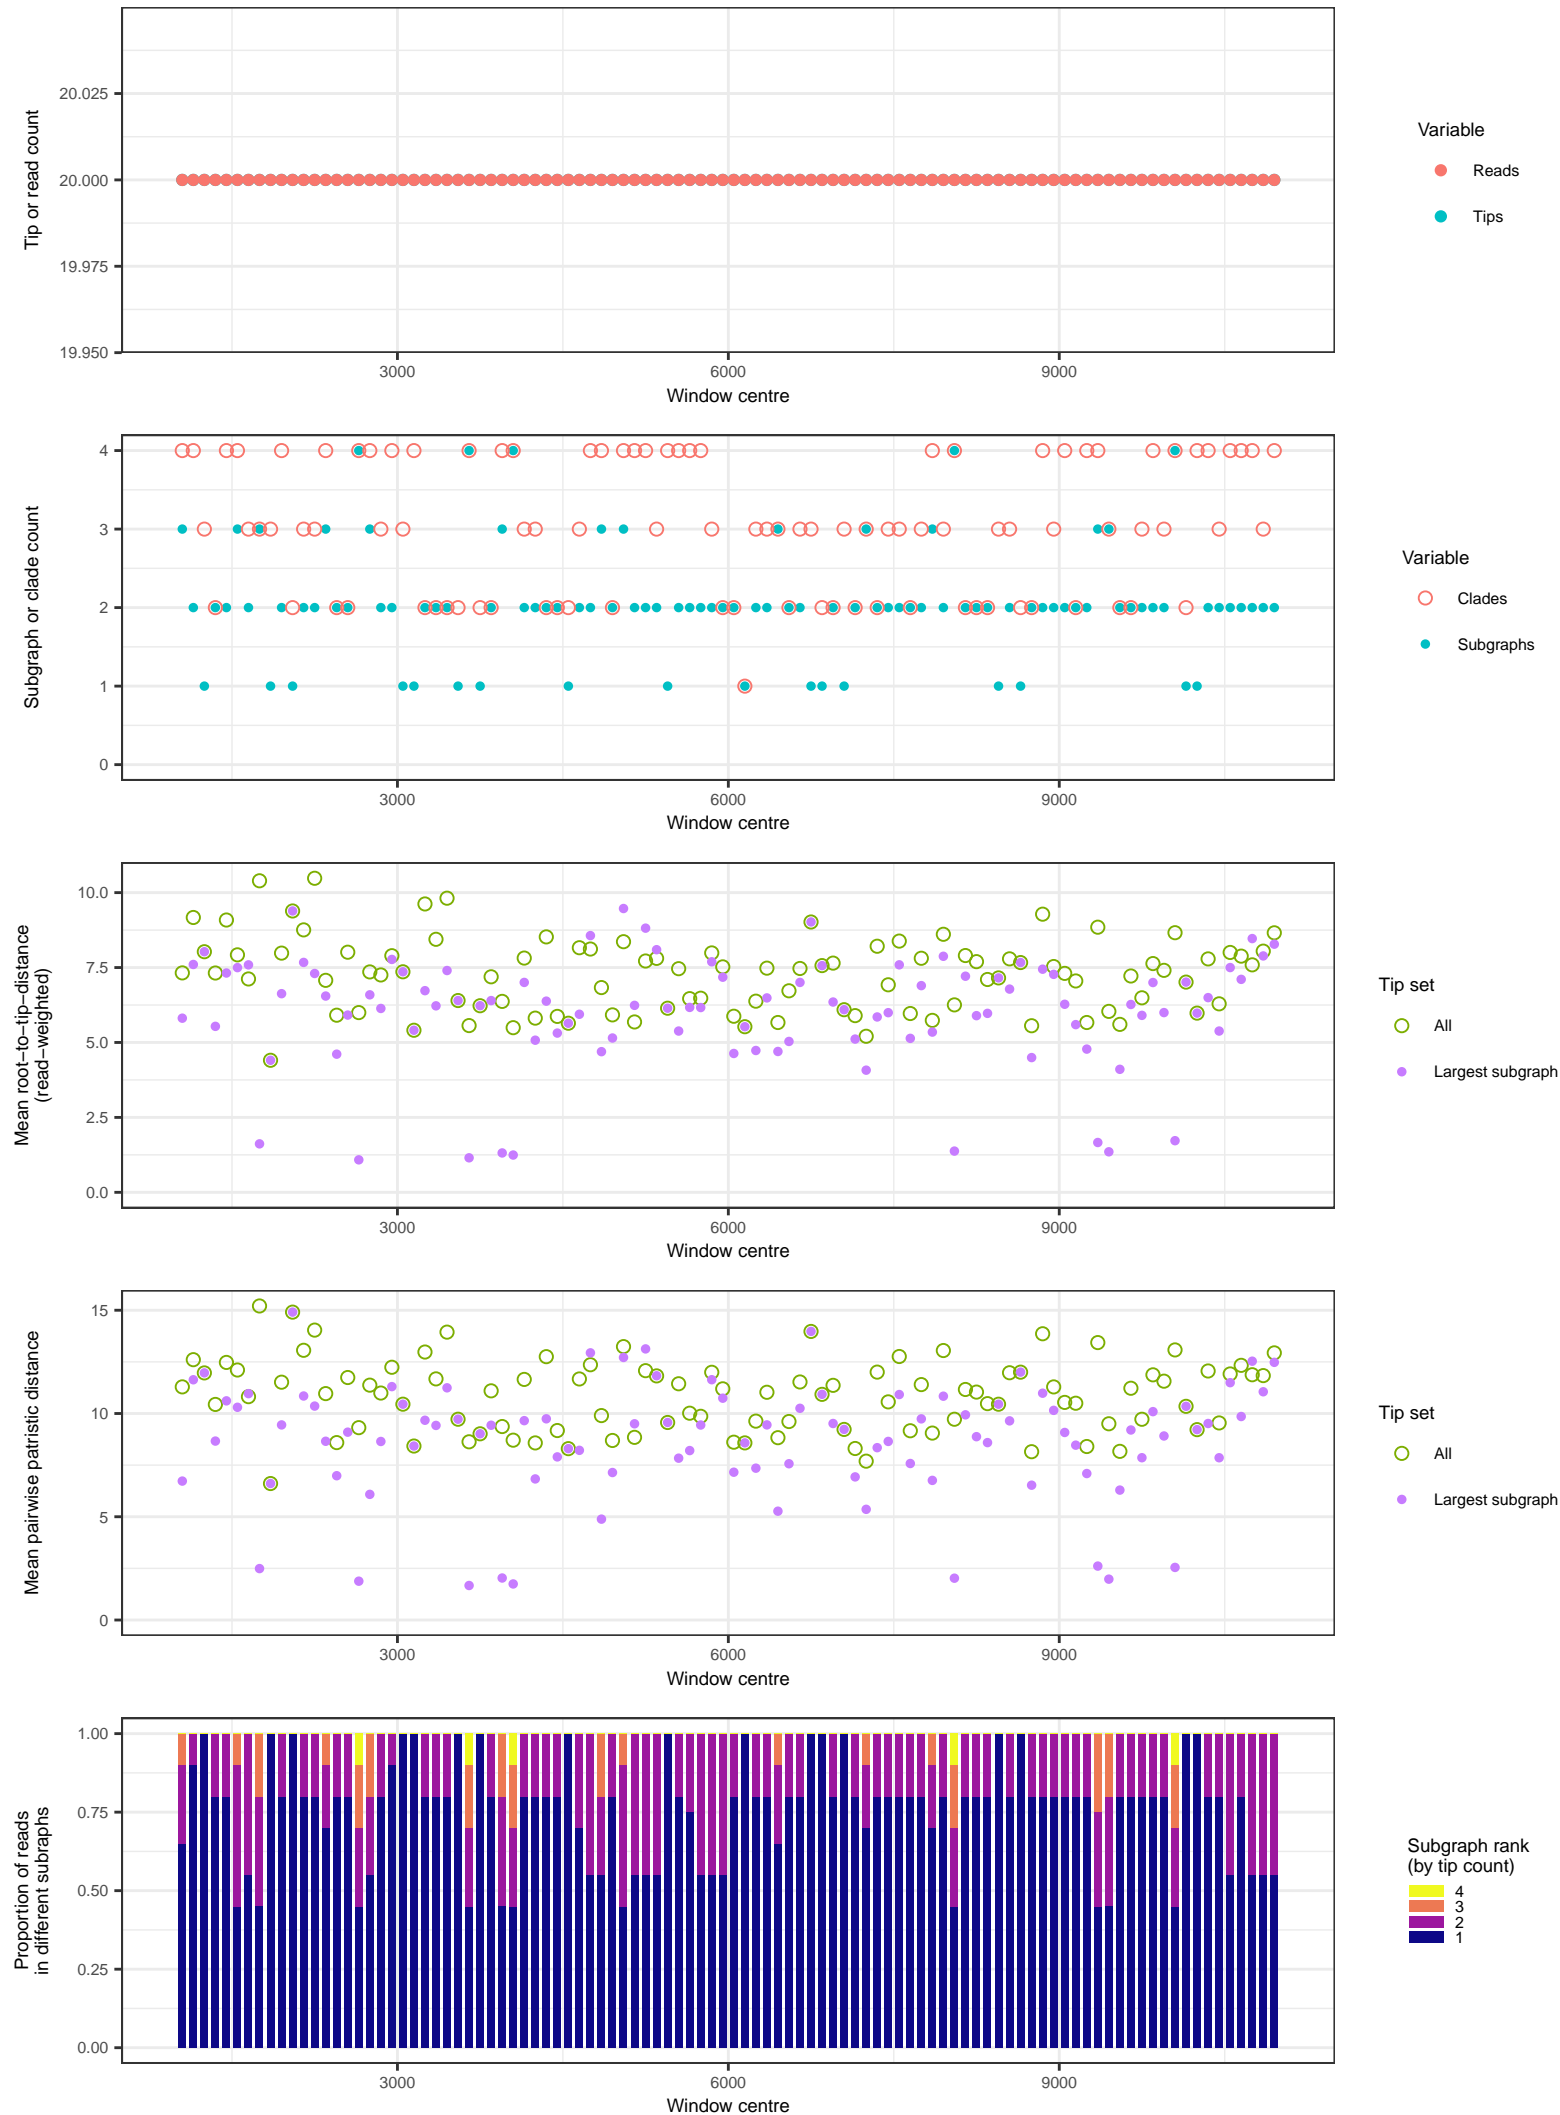 20.025
20.000
19.975
19.950
Tip or read count
3000
6000
9000
Window centre
Variable
Reads
Tips
4
3
2
1
0
Subgraph or clade count
3000
6000
9000
Window centre
Variable
Clades
Subgraphs
10.0
7.5
5.0
2.5
0.0
Mean root−to−tip−distance
(read−weighted)
3000
6000
9000
Window centre
Tip set
All
Largest subgraph
15
10
5
0
Mean pairwise patristic distance
3000
6000
9000
Window centre
Tip set
All
Largest subgraph
1.00
0.75
0.50
0.25
0.00
Proportion of reads
in different subraphs
3000
6000
9000
Window centre
Subgraph rank
(by tip count)
4
3
2
1